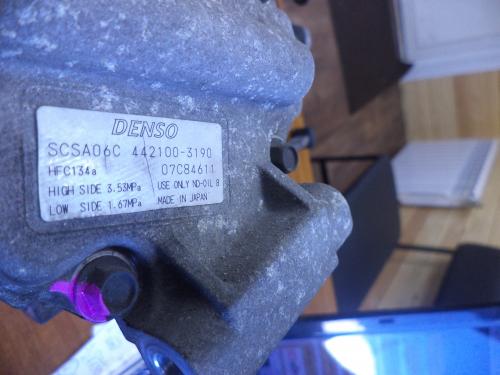 DENSO
SCSA06C 442100-3190
HFC134a 07C84611
HIGH SIDE 3.53MPa USE ONLY ND-OIL 8
LOW SIDE 1.67MPa MADE IN JAPAN